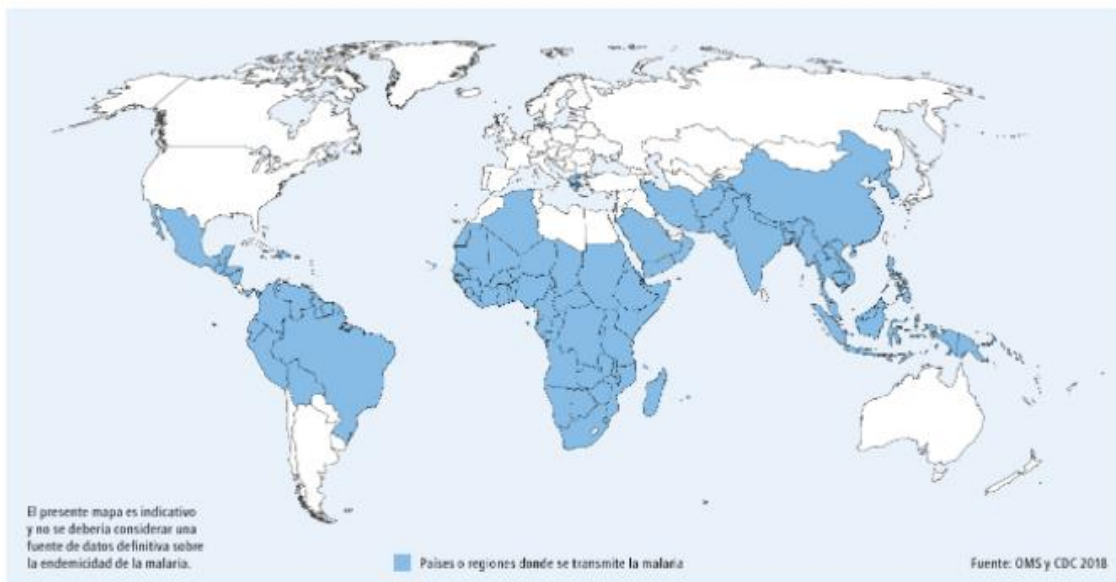 El presente mapa es indicativo
y no se debería considerar una
fuente de datos definitiva sobre
la endemicidad de la malaria.
Países o regiones donde se transmite la malaria
Fuente: OMS y CDC 2018